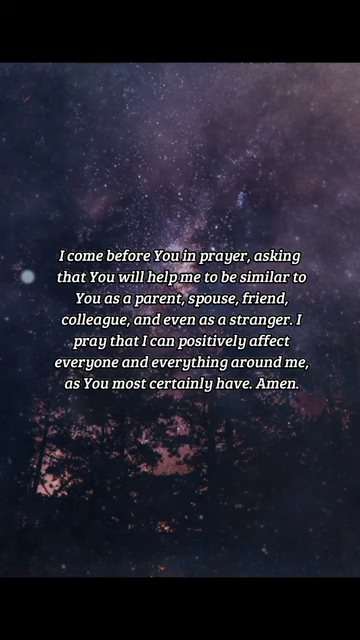 I come before You in prayer, asking
that You will help me to be similar to
You as a parent, spouse, friend,
colleague, and even as a stranger. I
pray that I can positively affect
everyone and everything around me,
as You most certainly have. Amen.